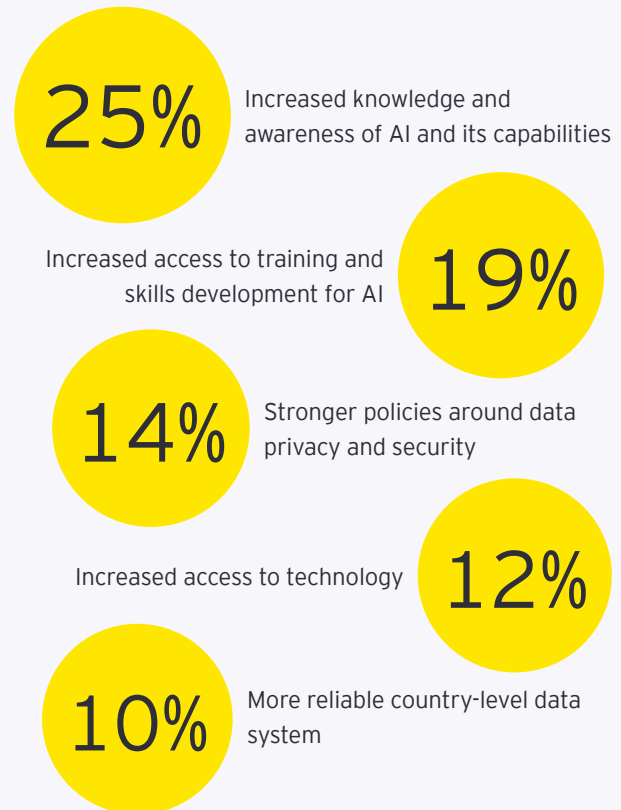 25%
Increased knowledge and
awareness of AI and its capabilities
Increased access to training and
skills development for AI
19%
14%
Stronger policies around data
privacy and security
Increased access to technology
12%
10%
More reliable country-level data
system